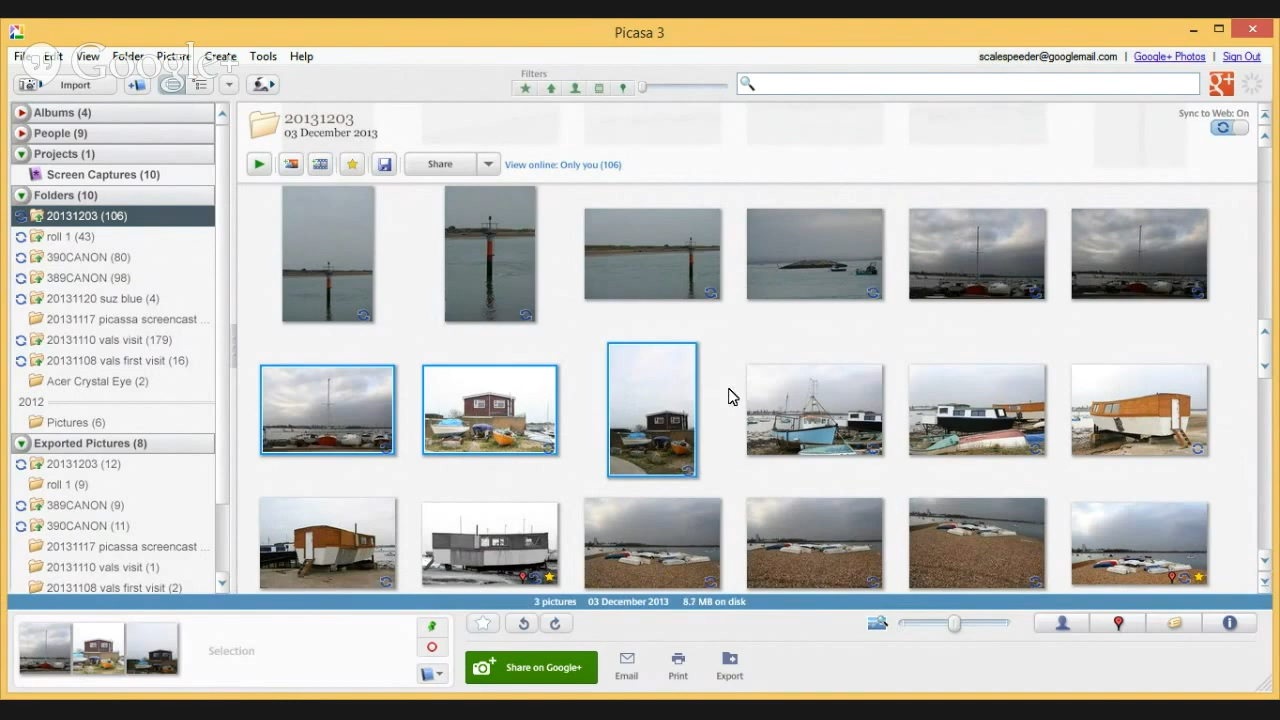 Picasa 3
File Edit View Folder Picture Create Tools Help
Google+
scalespeeder@googlemail.com | Google+ Photos | Sign Out
Import
Filters
g+
Albums (4)
People (9)
Projects (1)
Screen Captures (10)
Folders (10)
20131203 (106)
roll 1 (43)
390CANON (80)
389CANON (98)
20131120 suz blue (4)
20131117 picassa screencast ...
20131110 vals visit (179)
20131108 vals first visit (16)
Acer Crystal Eye (2)
2012
Pictures (6)
Exported Pictures (8)
20131203 (12)
roll 1 (9)
389CANON (9)
390CANON (11)
20131117 picassa screencast ...
20131110 vals visit (1)
20131108 vals first visit (2)
20131203
03 December 2013
Sync to Web: On
Share
View online: Only you (106)
3 pictures 03 December 2013 8.7 MB on disk
Selection
Share on Google+
Email
Print
Export